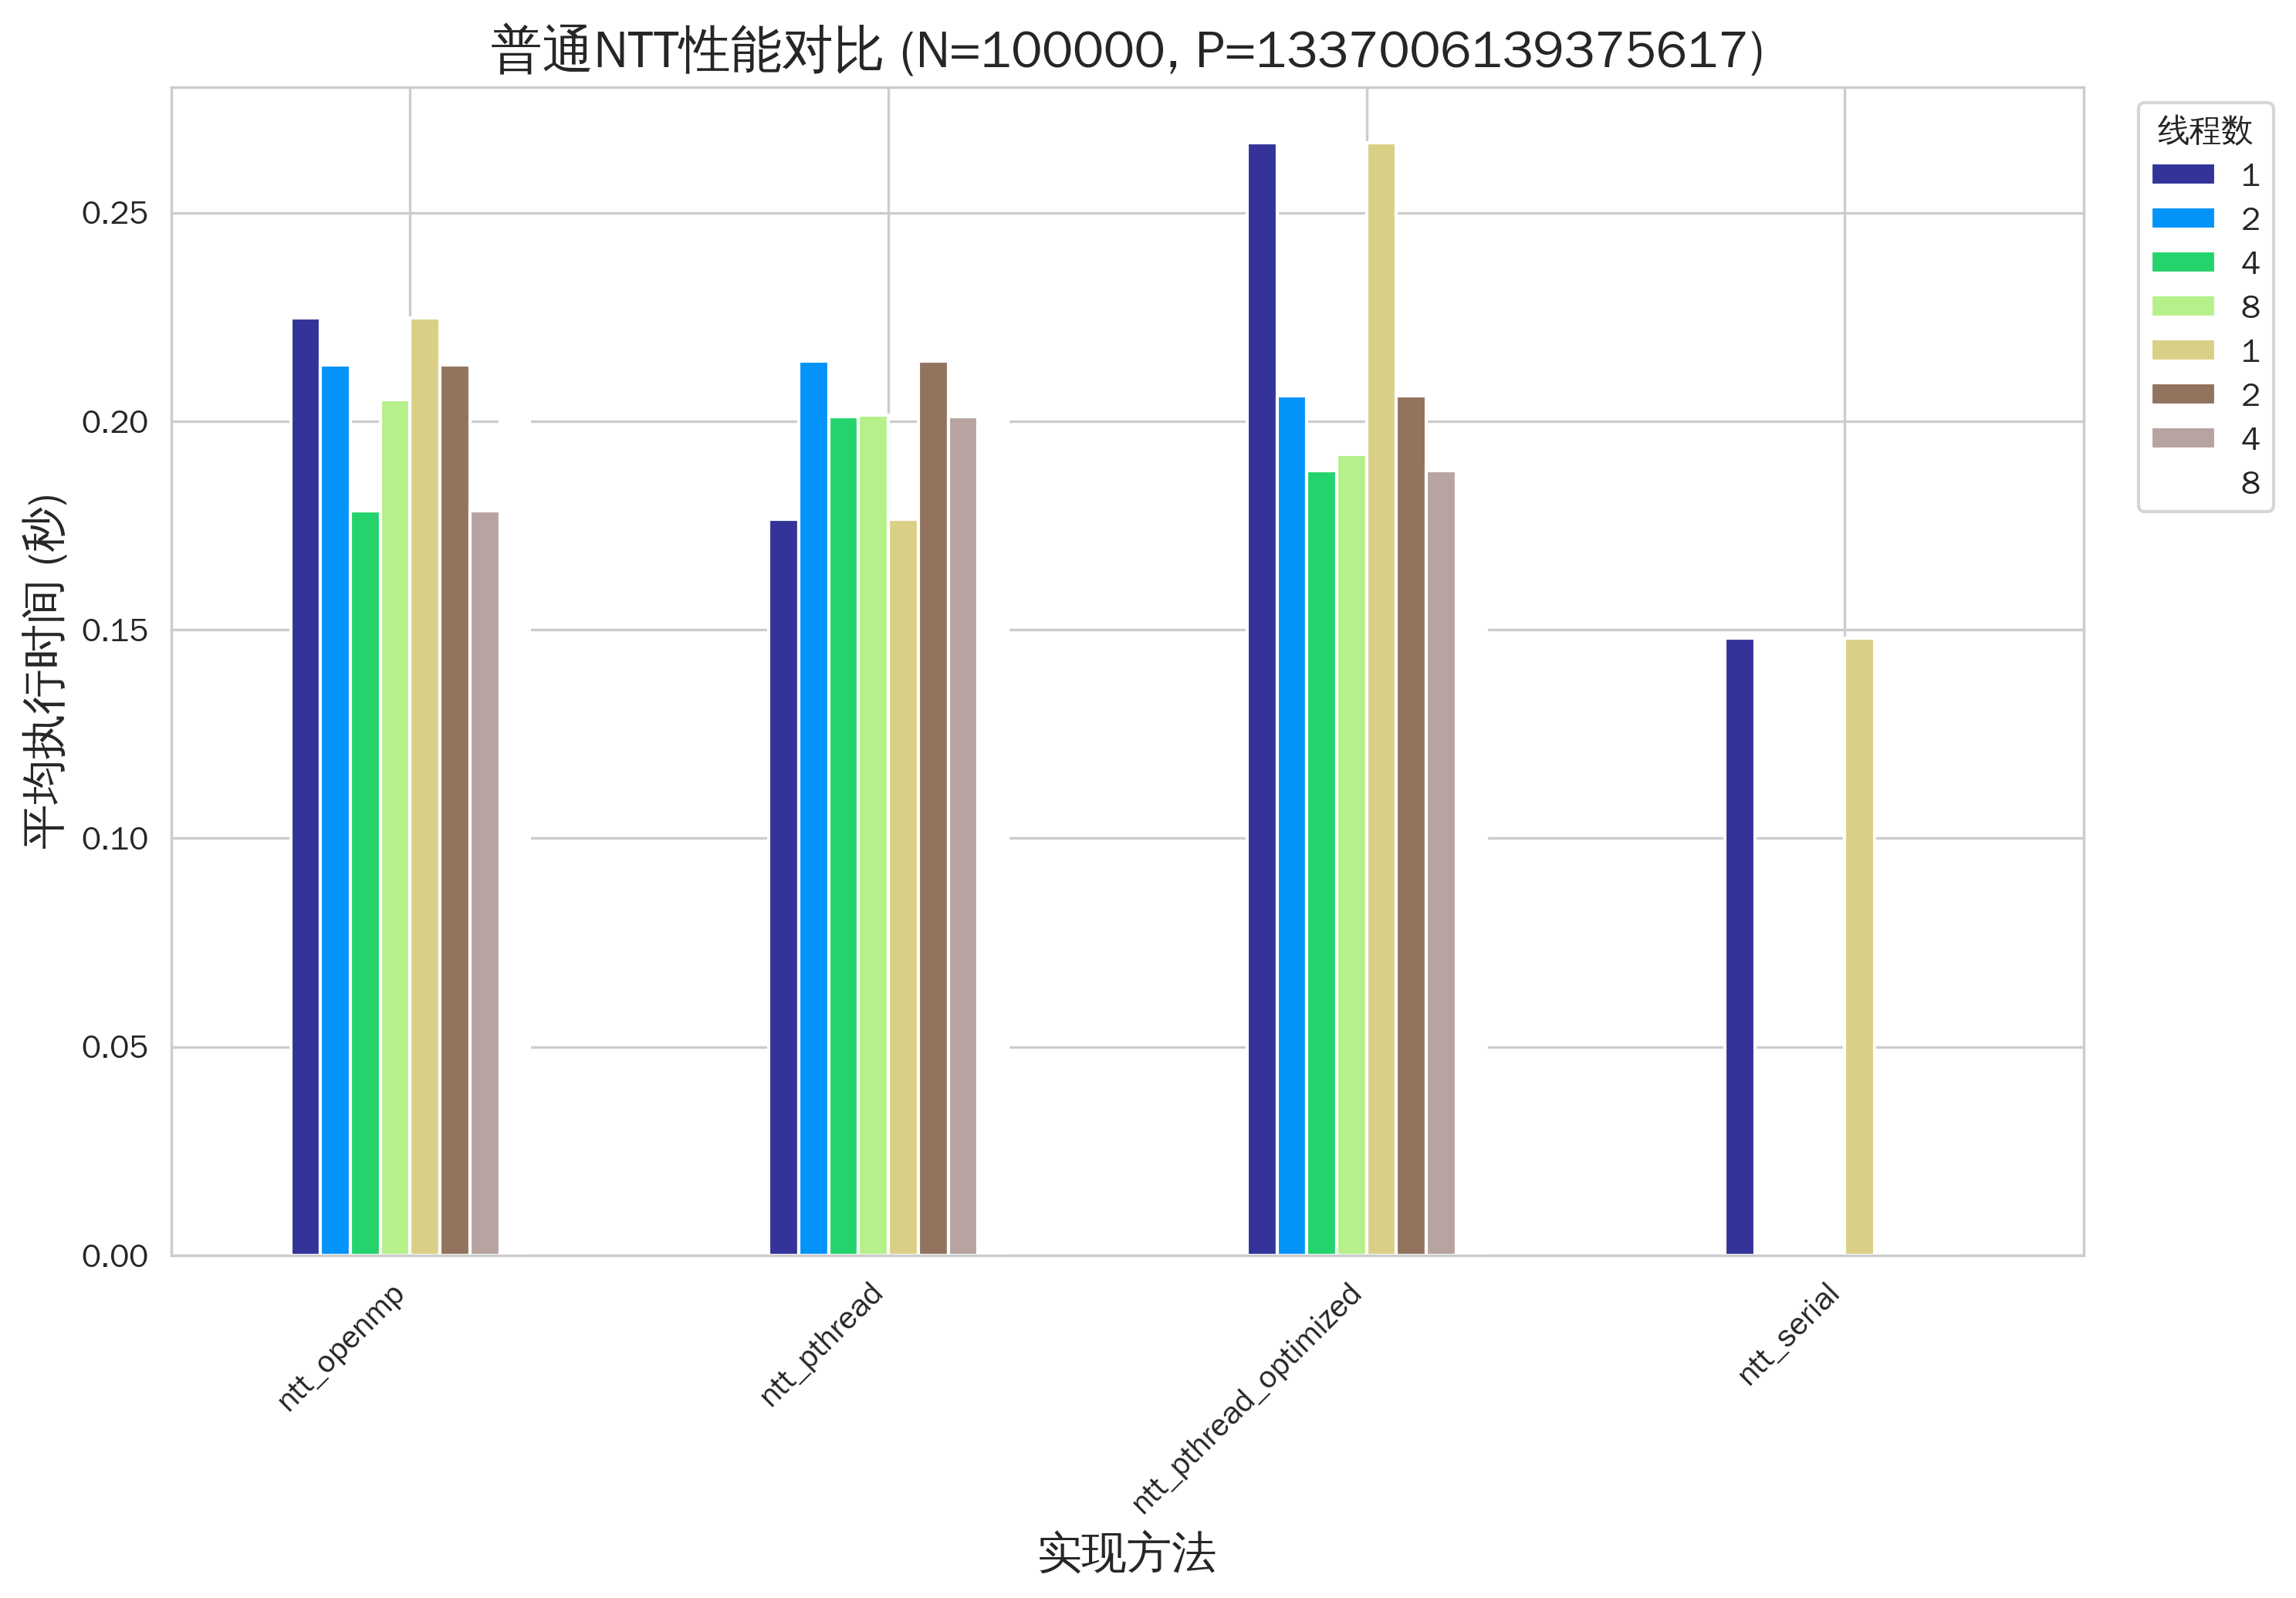 普通NTT性能对比 (N=100000, P=1337006139375617)
线程数
1
2
4
8
1
2
4
8
平均执行时间 (秒)
0.25
0.20
0.15
0.10
0.05
0.00
ntt_openmp
ntt_pthread
ntt_pthread_optimized
ntt_serial
实现方法